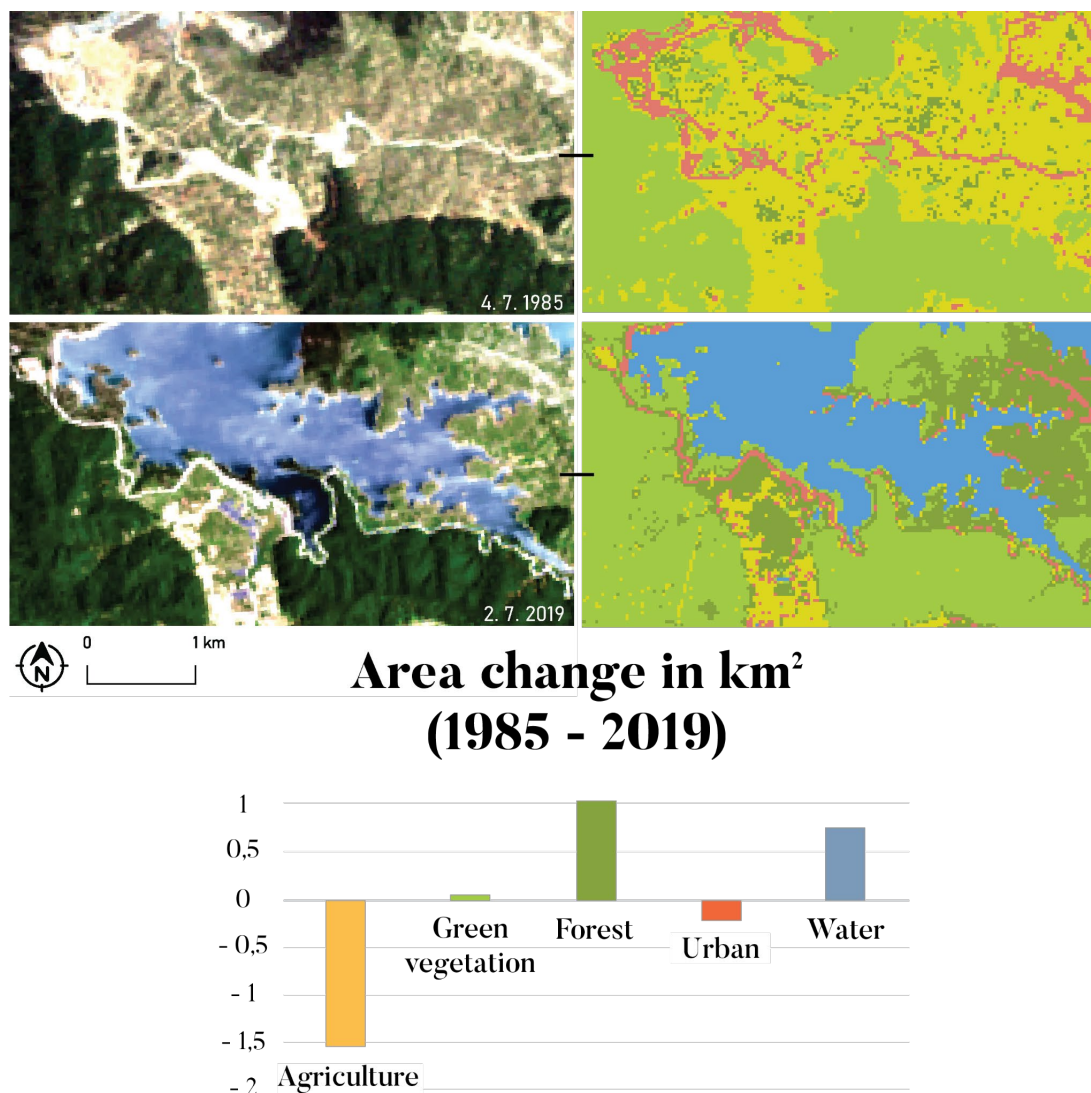 4. 7. 1985
2. 7. 2019
N
0 1 km
Area change in km²
(1985 - 2019)
1
0,5
0
- 0,5
- 1
- 1,5
- 2
Agriculture
Green
vegetation
Forest
Urban
Water